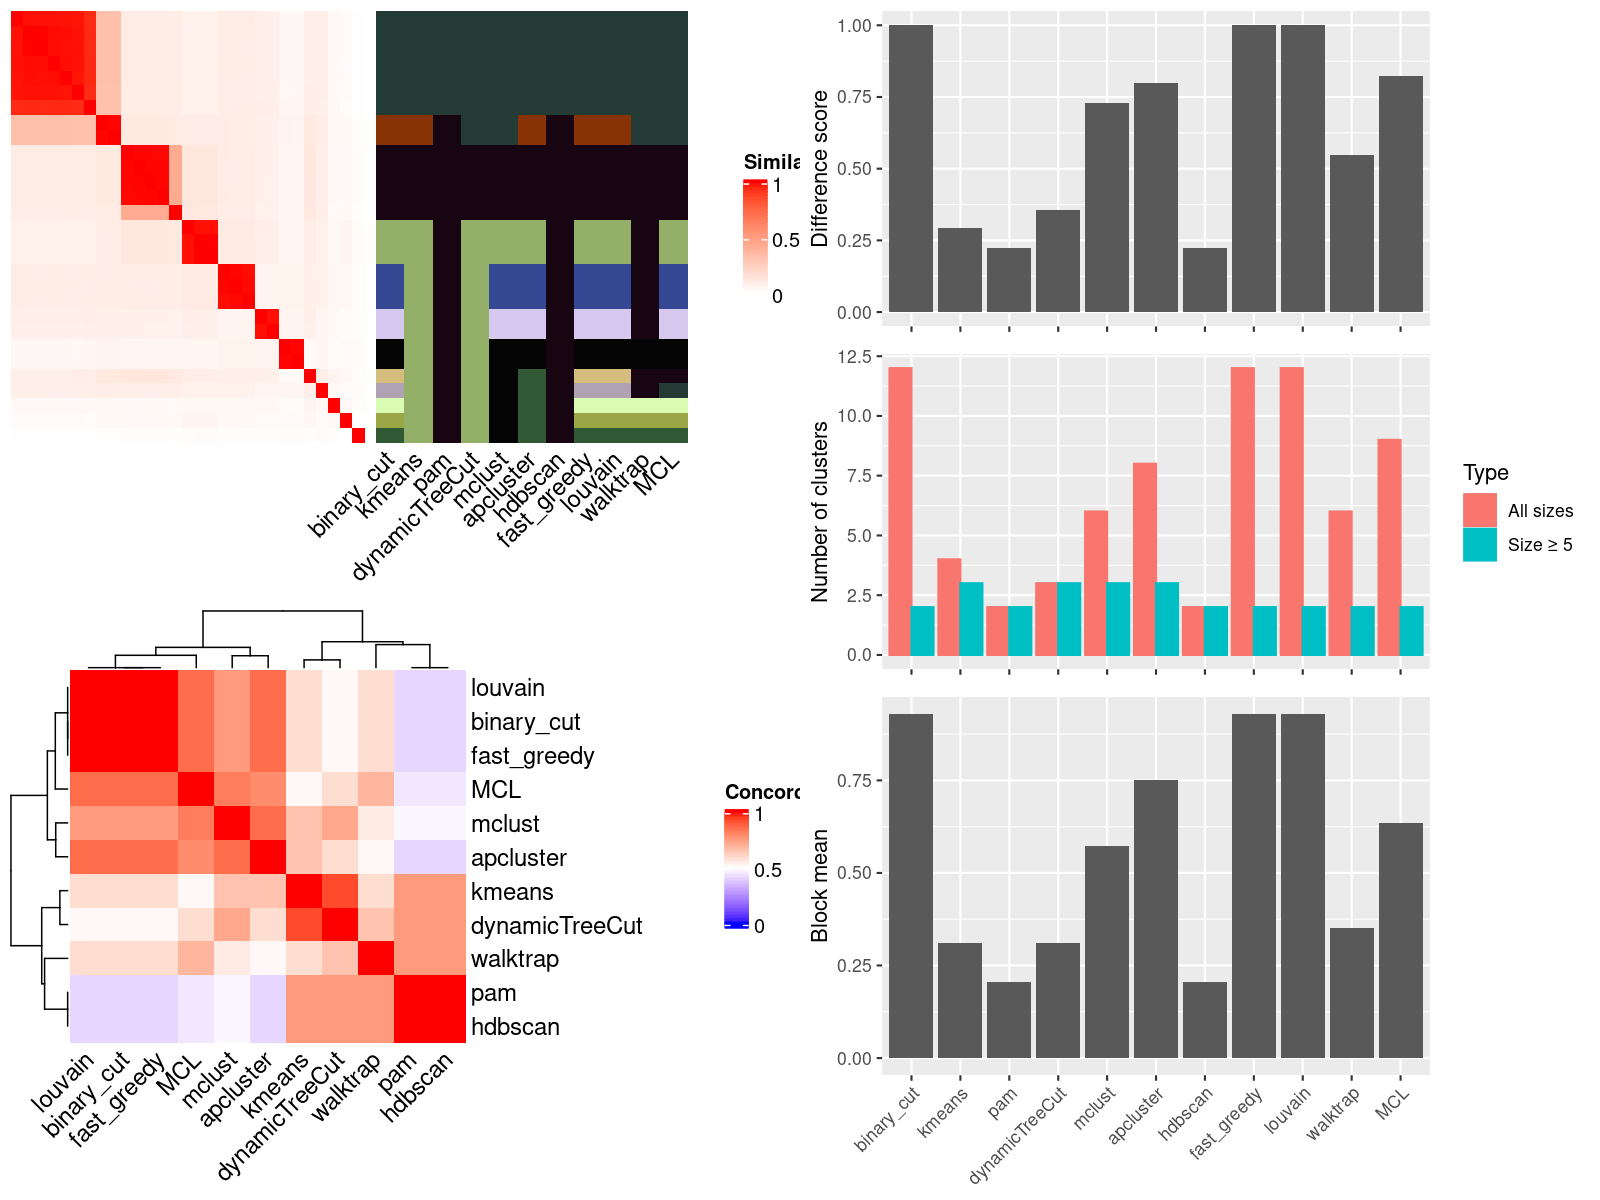 Simila
1
0.5
0
binary_cut
kmeans
pam
dynamicTreeCut
mclust
apcluster
hdbscan
fast_greedy
louvain
walktrap
MCL
louvain
binary_cut
fast_greedy
MCL
mclust
apcluster
kmeans
dynamicTreeCut
walktrap
pam
hdbscan
Concord
1
0.5
0
louvain
binary_cut
fast_greedy
MCL
mclust
apcluster
kmeans
dynamicTreeCut
walktrap
pam
hdbscan
Difference score
1.00
0.75
0.50
0.25
0.00
Number of clusters
12.5
10.0
7.5
5.0
2.5
0.0
Type
All sizes
Size ≥ 5
Block mean
0.75
0.50
0.25
0.00
binary_cut
kmeans
pam
dynamicTreeCut
mclust
apcluster
hdbscan
fast_greedy
louvain
walktrap
MCL